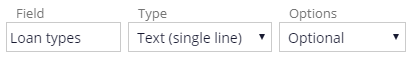 Field Type Options
Loan types Text (single line) Optional